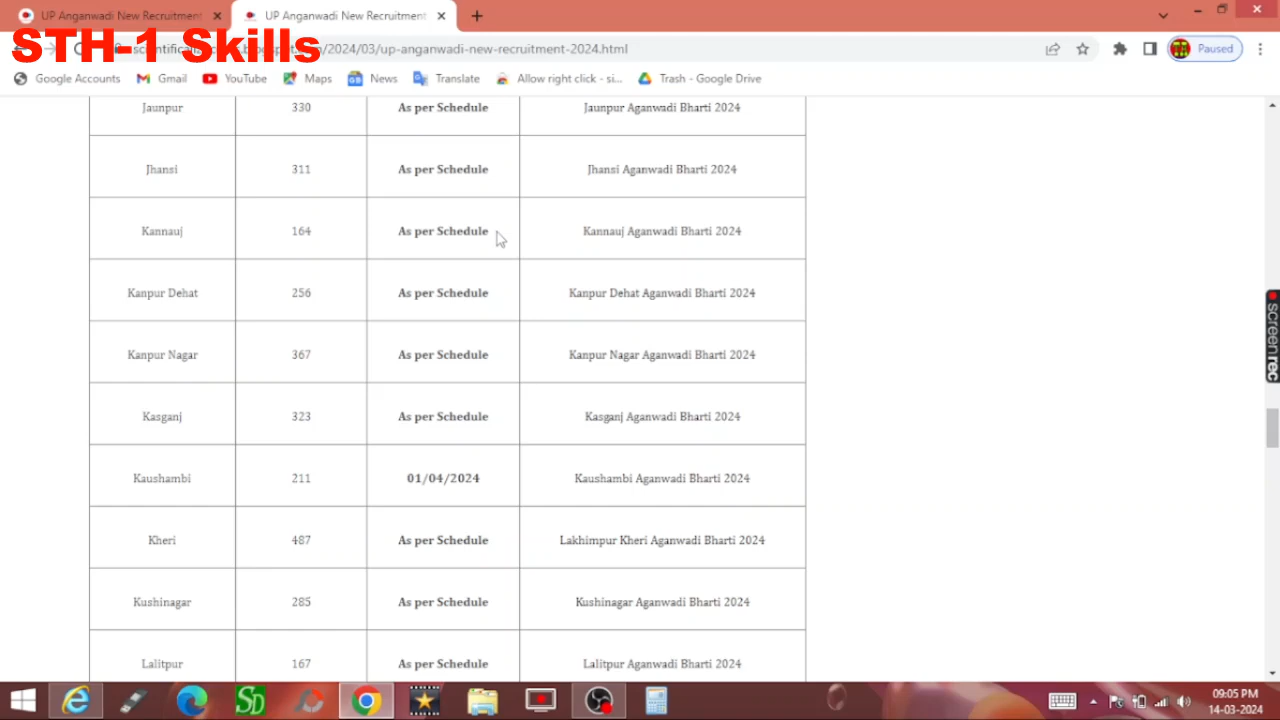 UP Anganwadi New Recruitment
UP Anganwadi New Recruitment
STH-1 Skills
/2024/03/up-anganwadi-new-recruitment-2024.html
Paused
Google Accounts
Gmail
YouTube
Maps
News
Translate
Allow right click - si...
Trash - Google Drive
Jaunpur 330 As per Schedule Jaunpur Aganwadi Bharti 2024
Jhansi 311 As per Schedule Jhansi Aganwadi Bharti 2024
Kannauj 164 As per Schedule Kannauj Aganwadi Bharti 2024
Kanpur Dehat 256 As per Schedule Kanpur Dehat Aganwadi Bharti 2024
Kanpur Nagar 367 As per Schedule Kanpur Nagar Aganwadi Bharti 2024
Kasganj 323 As per Schedule Kasganj Aganwadi Bharti 2024
Kaushambi 211 01/04/2024 Kaushambi Aganwadi Bharti 2024
Kheri 487 As per Schedule Lakhimpur Kheri Aganwadi Bharti 2024
Kushinagar 285 As per Schedule Kushinagar Aganwadi Bharti 2024
Lalitpur 167 As per Schedule Lalitpur Aganwadi Bharti 2024
screenrec
09:05 PM
14-03-2024